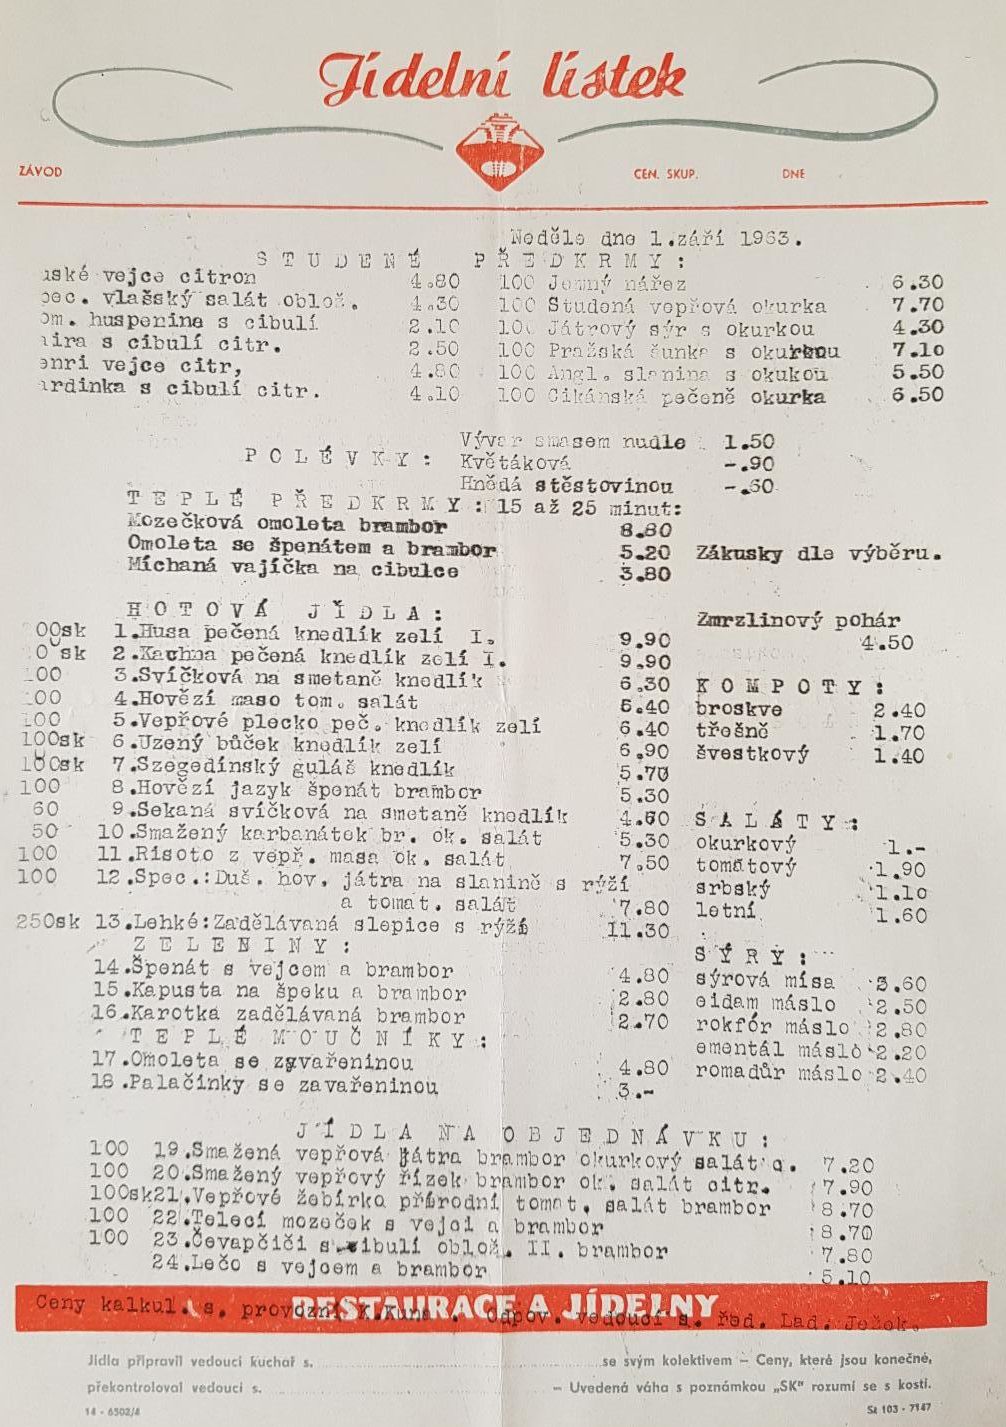 Jídelní lístek
ZÁVOD CEN. SKUP. DNE
Neděle dne 1.září 1963.
STUDENÉ PŘEDKRMY:
uské vejce citron 4.80 100 Jemný nářez 6.30
pec. vlašský salát oblož. 4.30 100 Studená vepřová okurka 7.70
om. huspenina s cibulí 2.10 100 Játrový sýr s okurkou 4.30
aira s cibulí citr. 2.50 100 Pražská šunka s okurkou 7.10
enri vejce citr, 4.80 100 Angl. slanina s okukou 5.50
ardinka s cibulí citr. 4.10 100 Cikánská pečeně okurka 6.50
Vývar smasem nudle 1.50
POLÉVKY: Květáková -.90
Hnědá stěstovinou -.60
TEPLÉ PŘEDKRMY: 15 až 25 minut:
Mozečková omoleta brambor 8.80
Omoleta se špenátem a brambor 5.20 Zákusky dle výběru.
Míchaná vajíčka na cibulce 3.80
HOTOVÁ JÍDLA: Zmrzlinový pohár
00sk 1.Husa pečená knedlík zelí I. 9.90 4.50
0 sk 2.Kachna pečená knedlík zelí I. 9.90
100 3.Svíčková na smetaně knedlík 6.30 KOMPOTY:
100 4.Hovězí maso tom. salát 5.40 broskve 2.40
100 5.Vepřové plecko peč. knedlík zelí 6.40 třešně 1.70
100sk 6.Uzený bůček knedlík zelí 6.90 švestkový 1.40
100sk 7.Szegedínský guláš knedlík 5.70
100 8.Hovězí jazyk špenát brambor 5.30
60 9.Sekaná svíčková na smetaně knedlík 4.60 SALÁTY:
50 10.Smažený karbanátek br. ok. salát 5.30 okurkový 1.-
100 11.Risoto z vepř. masa ok. salát 7.50 tomatový 1.90
100 12.Spec.:Duš. hov. játra na slanině s rýží srbský 1.10
a tomat. salát 7.80 letní 1.60
250sk 13.Lehké:Zadělávaná slepice s rýží 11.30
ZELENINY: SÝRY:
14.Špenát s vejcem a brambor 4.80 sýrová mísa 3.60
15.Kapusta na špeku a brambor 2.80 eidam máslo 2.50
16.Karotka zadělávaná brambor 2.70 rokfór máslo 2.80
TEPLÉ MOUČNÍKY: ementál máslo 2.20
17.Omoleta se zavařeninou 4.80 romadůr máslo 2.40
18.Palačinky se zavařeninou 3.-
JÍDLA NA OBJEDNÁVKU:
100 19.Smažená vepřová játra brambor okurkový salát o. 7.20
100 20.Smažený vepřový řízek brambor ok. salát citr. 7.90
100sk21.Vepřové žebírko přírodní tomat. salát brambor 8.70
100 22.Telecí mozeček s vejci a brambor 8.70
100 23.Čevapčiči s cibulí oblož. II. brambor 7.80
24.Lečo s vejcem a brambor 5.10
RESTAURACE A JÍDELNY
Ceny kalkul. s. provozní K.Kuna . odpov. vedoucí s. řed. Lad. Ježek.
Jídla připravil vedoucí kuchař s. se svým kolektivem – Ceny, které jsou konečné,
překontroloval vedoucí s. – Uvedená váha s poznámkou „SK" rozumí se s kostí.
14 - 6502/4 St 103 - 7147